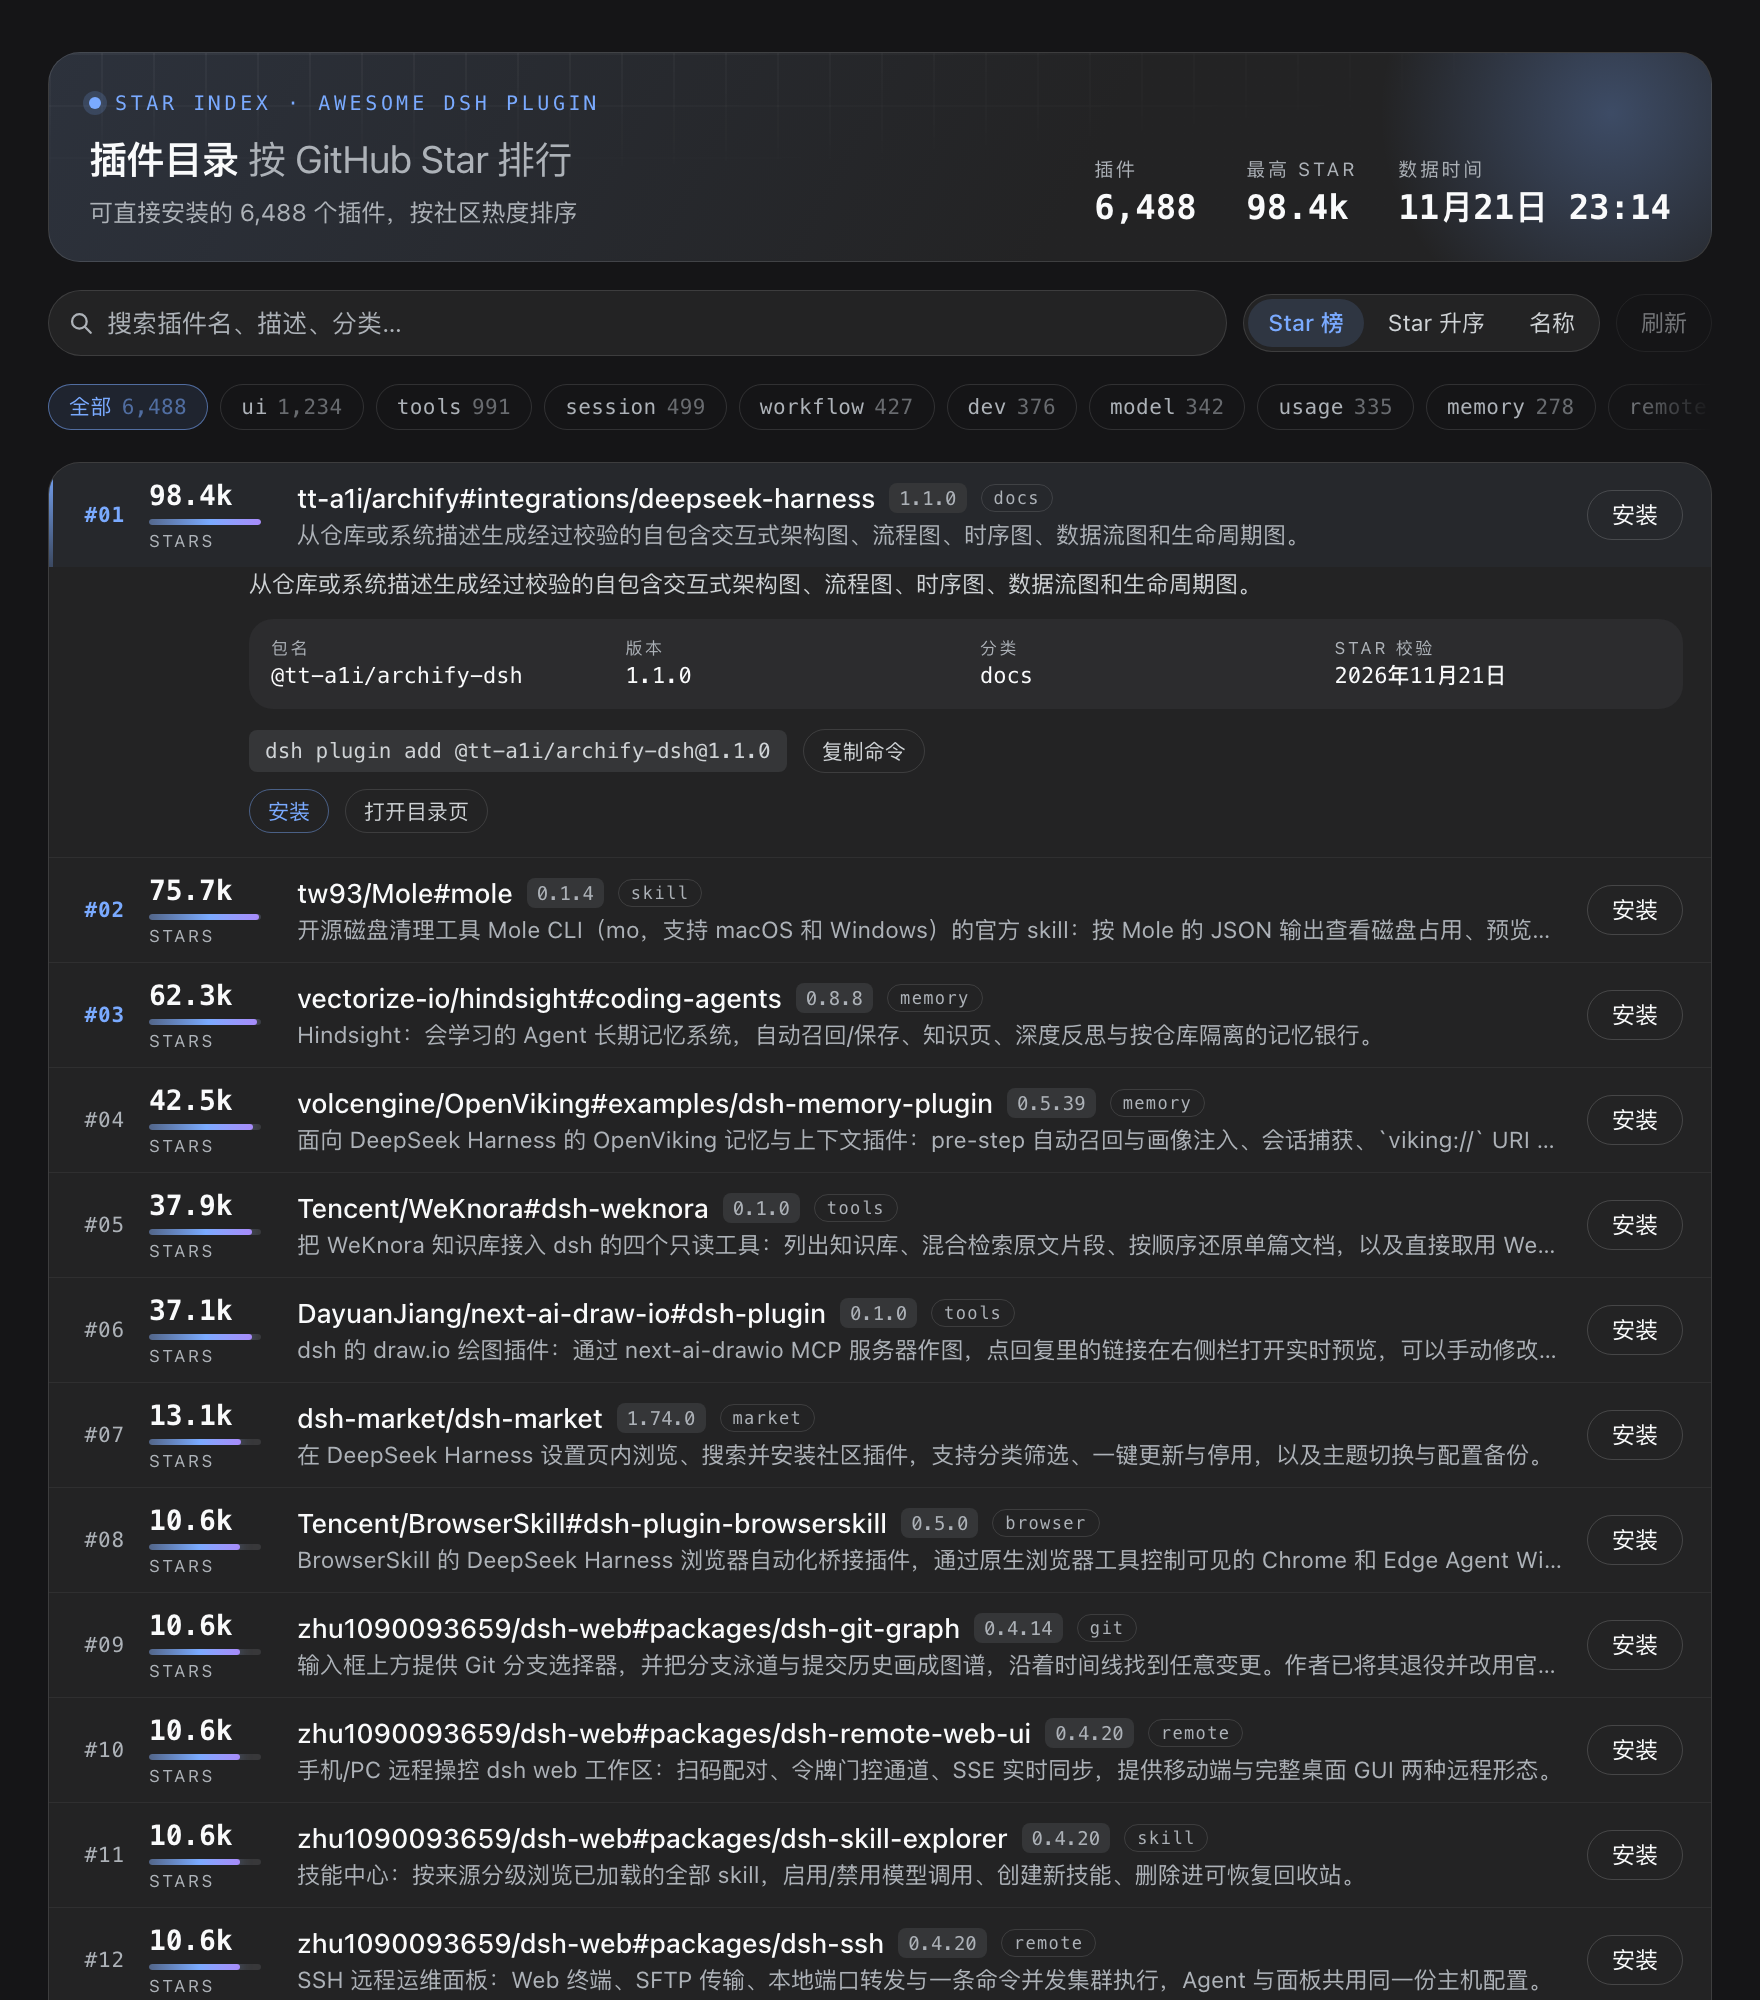 STAR INDEX · AWESOME DSH PLUGIN
插件目录 按 GitHub Star 排行
可直接安装的 6,488 个插件，按社区热度排序
插件
6,488
最高 STAR
98.4k
数据时间
11月21日 23:14
搜索插件名、描述、分类...
Star 榜
Star 升序
名称
刷新
全部 6,488
ui 1,234
tools 991
session 499
workflow 427
dev 376
model 342
usage 335
memory 278
remote
#01
98.4k
STARS
tt-a1i/archify#integrations/deepseek-harness 1.1.0 docs
从仓库或系统描述生成经过校验的自包含交互式架构图、流程图、时序图、数据流图和生命周期图。
安装
从仓库或系统描述生成经过校验的自包含交互式架构图、流程图、时序图、数据流图和生命周期图。
包名
@tt-a1i/archify-dsh
版本
1.1.0
分类
docs
STAR 校验
2026年11月21日
dsh plugin add @tt-a1i/archify-dsh@1.1.0
复制命令
安装
打开目录页
#02
75.7k
STARS
tw93/Mole#mole 0.1.4 skill
开源磁盘清理工具 Mole CLI（mo，支持 macOS 和 Windows）的官方 skill：按 Mole 的 JSON 输出查看磁盘占用、预览...
安装
#03
62.3k
STARS
vectorize-io/hindsight#coding-agents 0.8.8 memory
Hindsight：会学习的 Agent 长期记忆系统，自动召回/保存、知识页、深度反思与按仓库隔离的记忆银行。
安装
#04
42.5k
STARS
volcengine/OpenViking#examples/dsh-memory-plugin 0.5.39 memory
面向 DeepSeek Harness 的 OpenViking 记忆与上下文插件：pre-step 自动召回与画像注入、会话捕获、`viking://` URI ...
安装
#05
37.9k
STARS
Tencent/WeKnora#dsh-weknora 0.1.0 tools
把 WeKnora 知识库接入 dsh 的四个只读工具：列出知识库、混合检索原文片段、按顺序还原单篇文档，以及直接取用 We...
安装
#06
37.1k
STARS
DayuanJiang/next-ai-draw-io#dsh-plugin 0.1.0 tools
dsh 的 draw.io 绘图插件：通过 next-ai-drawio MCP 服务器作图，点回复里的链接在右侧栏打开实时预览，可以手动修改...
安装
#07
13.1k
STARS
dsh-market/dsh-market 1.74.0 market
在 DeepSeek Harness 设置页内浏览、搜索并安装社区插件，支持分类筛选、一键更新与停用，以及主题切换与配置备份。
安装
#08
10.6k
STARS
Tencent/BrowserSkill#dsh-plugin-browserskill 0.5.0 browser
BrowserSkill 的 DeepSeek Harness 浏览器自动化桥接插件，通过原生浏览器工具控制可见的 Chrome 和 Edge Agent Wi...
安装
#09
10.6k
STARS
zhu1090093659/dsh-web#packages/dsh-git-graph 0.4.14 git
输入框上方提供 Git 分支选择器，并把分支泳道与提交历史画成图谱，沿着时间线找到任意变更。作者已将其退役并改用官...
安装
#10
10.6k
STARS
zhu1090093659/dsh-web#packages/dsh-remote-web-ui 0.4.20 remote
手机/PC 远程操控 dsh web 工作区：扫码配对、令牌门控通道、SSE 实时同步，提供移动端与完整桌面 GUI 两种远程形态。
安装
#11
10.6k
STARS
zhu1090093659/dsh-web#packages/dsh-skill-explorer 0.4.20 skill
技能中心：按来源分级浏览已加载的全部 skill，启用/禁用模型调用、创建新技能、删除进可恢复回收站。
安装
#12
10.6k
STARS
zhu1090093659/dsh-web#packages/dsh-ssh 0.4.20 remote
SSH 远程运维面板：Web 终端、SFTP 传输、本地端口转发与一条命令并发集群执行，Agent 与面板共用同一份主机配置。
安装